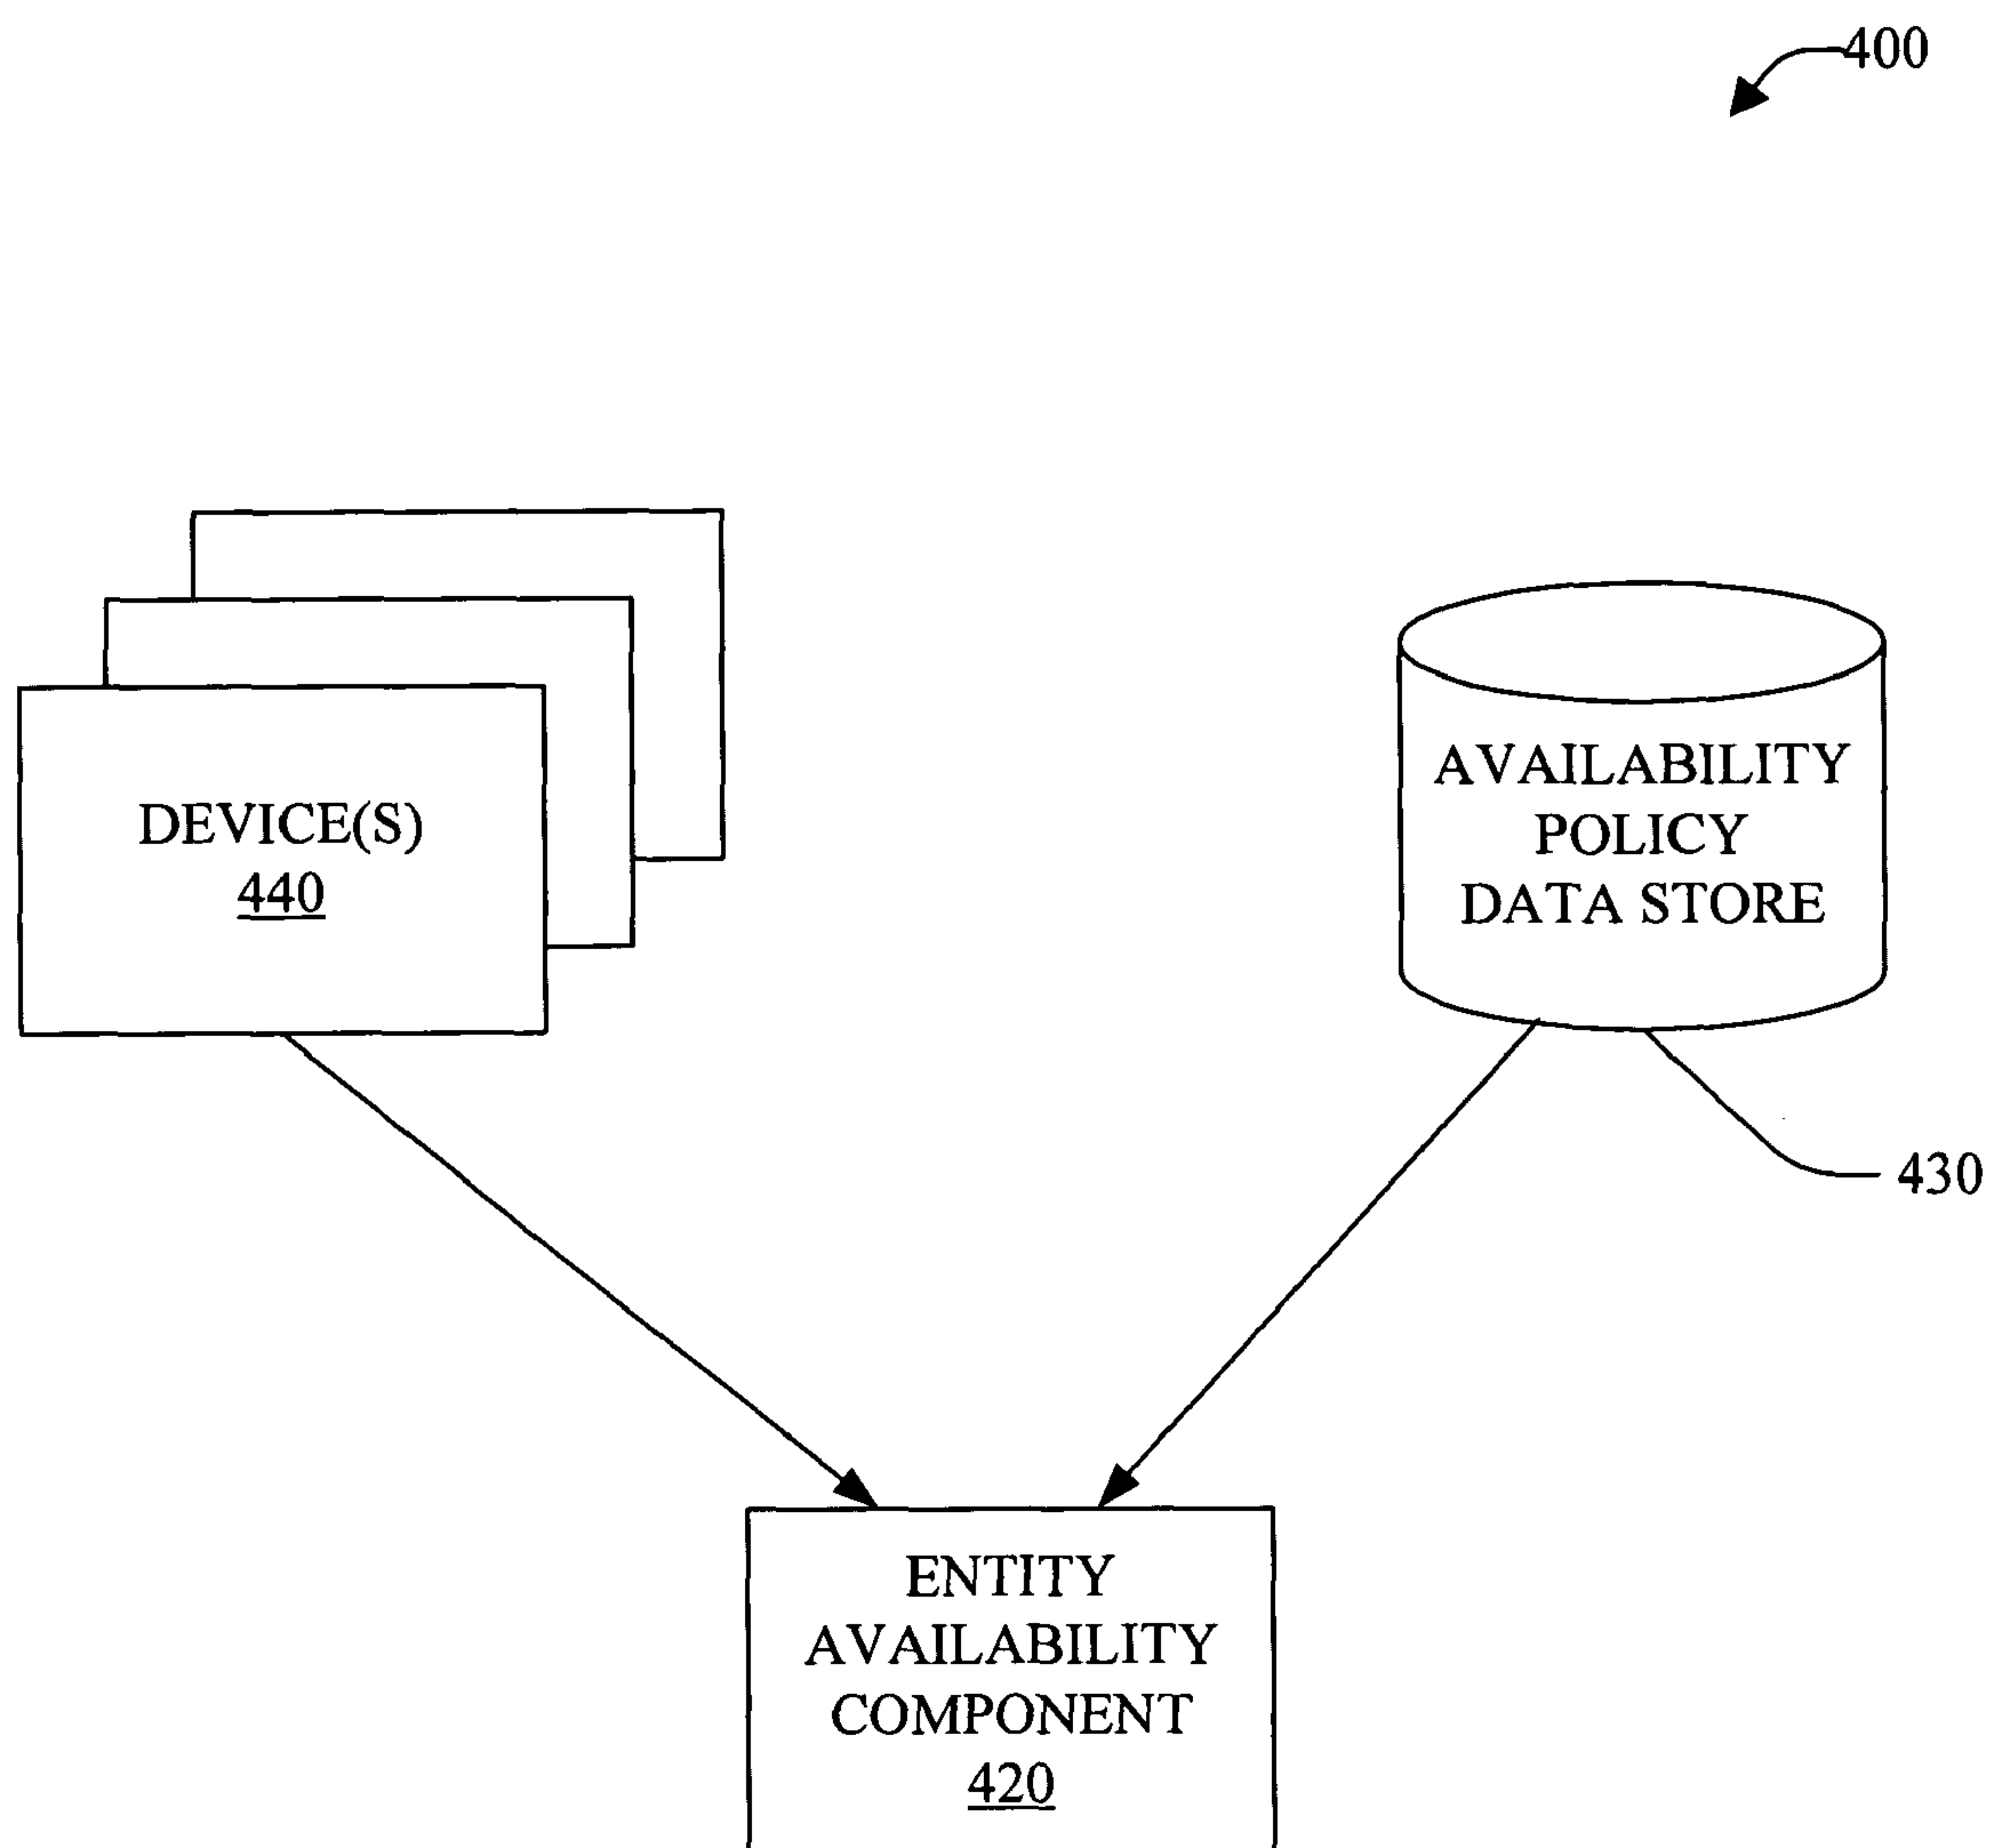 400
DEVICE(S)
440
AVAILABILITY
POLICY
DATA STORE
430
ENTITY
AVAILABILITY
COMPONENT
420